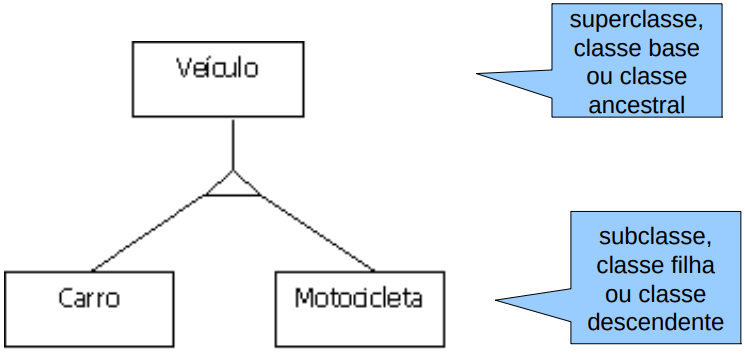 Veículo
superclasse,
classe base
ou classe
ancestral
Carro
Motocicleta
subclasse,
classe filha
ou classe
descendente